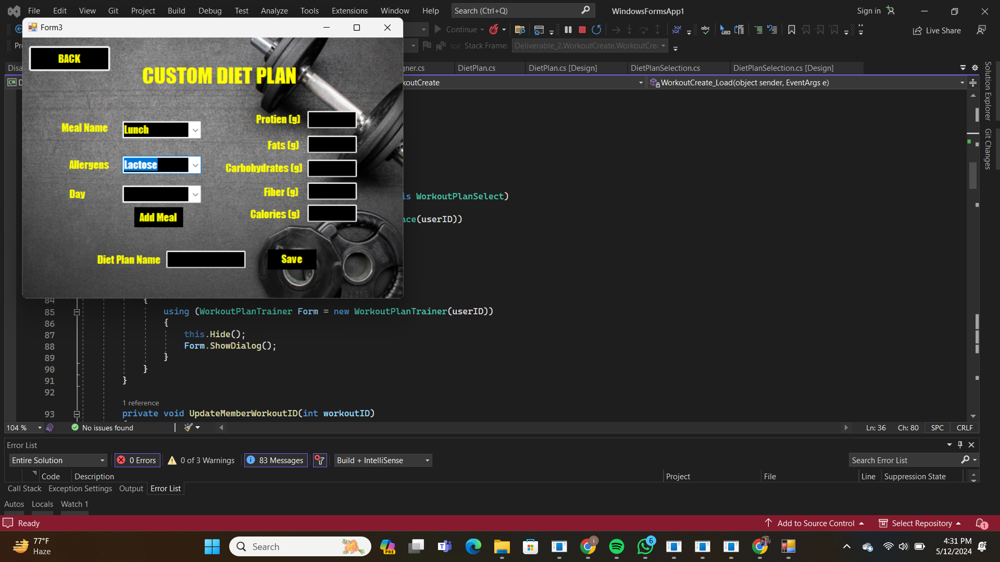 File Edit View Git Project Build Debug Test Analyze Tools Extensions Window Help Search (Ctrl+Q) WindowsFormsApp1 Sign in
Form3
Continue
Live Share
Stack Frame: Deliverable_2.WorkoutCreate.WorkoutCrea
BACK
CUSTOM DIET PLAN
DietPlan.cs DietPlan.cs [Design] DietPlanSelection.cs DietPlanSelection.cs [Design]
WorkoutCreate_Load(object sender, EventArgs e)
Meal Name Lunch
Allergens Lactose
Day
Add Meal
Protien (g)
Fats (g)
Carbohydrates (g)
Fiber (g)
Calories (g)
Diet Plan Name
Save
Solution Explorer
Git Changes
is WorkoutPlanSelect)
ace(userID))
84 {
85 using (WorkoutPlanTrainer Form = new WorkoutPlanTrainer(userID))
86 {
87 this.Hide();
88 Form.ShowDialog();
89 }
90 }
91 }
92
1 reference
93 private void UpdateMemberWorkoutID(int workoutID)
104 % No issues found Ln: 36 Ch: 80 SPC CRLF
Error List
Entire Solution 0 Errors 0 of 3 Warnings 83 Messages Build + IntelliSense Search Error List
Code Description Project File Line Suppression State
Call Stack Exception Settings Output Error List
Autos Locals Watch 1
Ready Add to Source Control Select Repository 1
77°F
Haze
Search
PRE
6
4:31 PM
5/12/2024